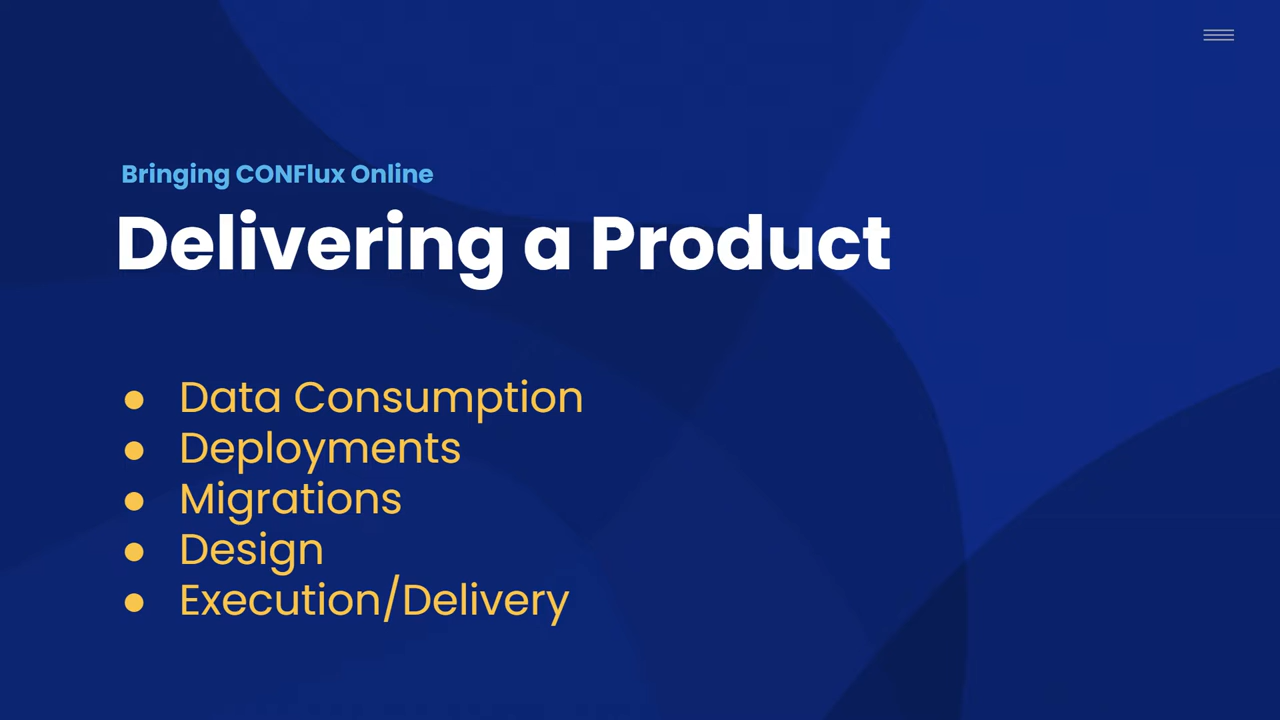 Bringing CONFlux Online
Delivering a Product
● Data Consumption
● Deployments
● Migrations
● Design
● Execution/Delivery